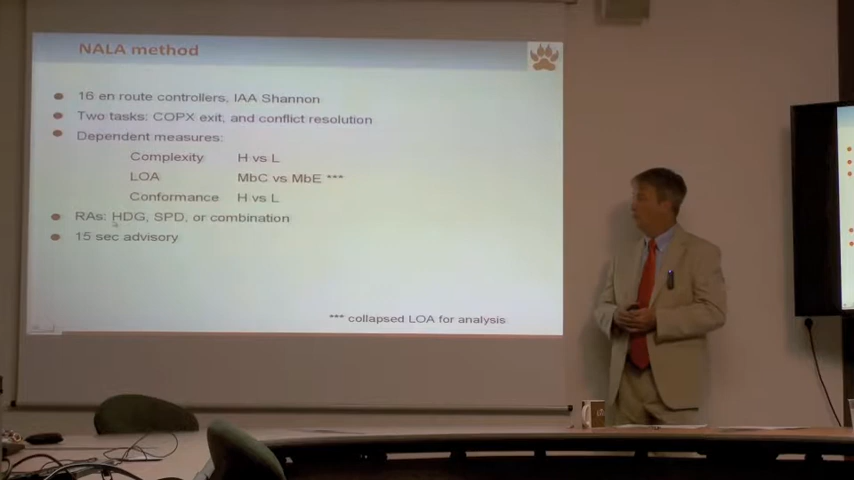 NALA method
16 en route controllers, IAA Shannon
Two tasks: COPX exit, and conflict resolution
Dependent measures:
Complexity H vs L
LOA MbC vs MbE ***
Conformance H vs L
RAs: HDG, SPD, or combination
15 sec advisory
*** collapsed LOA for analysis